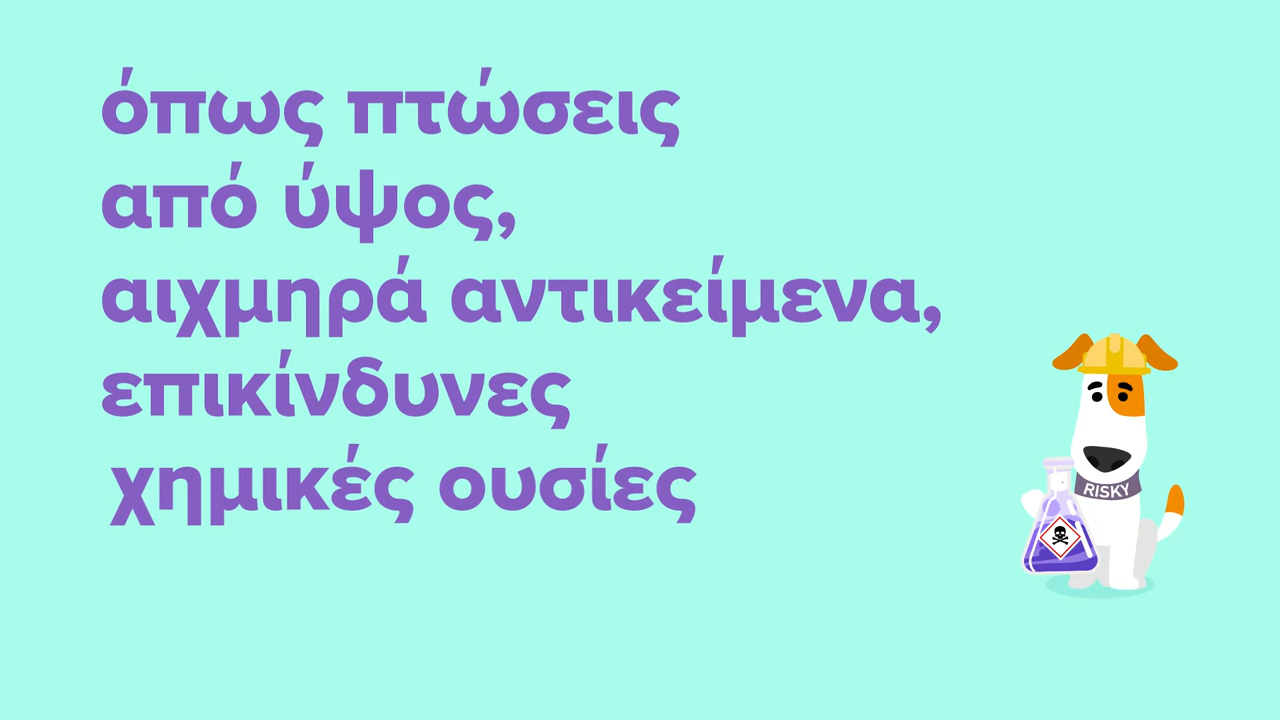 όπως πτώσεις
από ύψος,
αιχμηρά αντικείμενα,
επικίνδυνες
χημικές ουσίες
RISKY